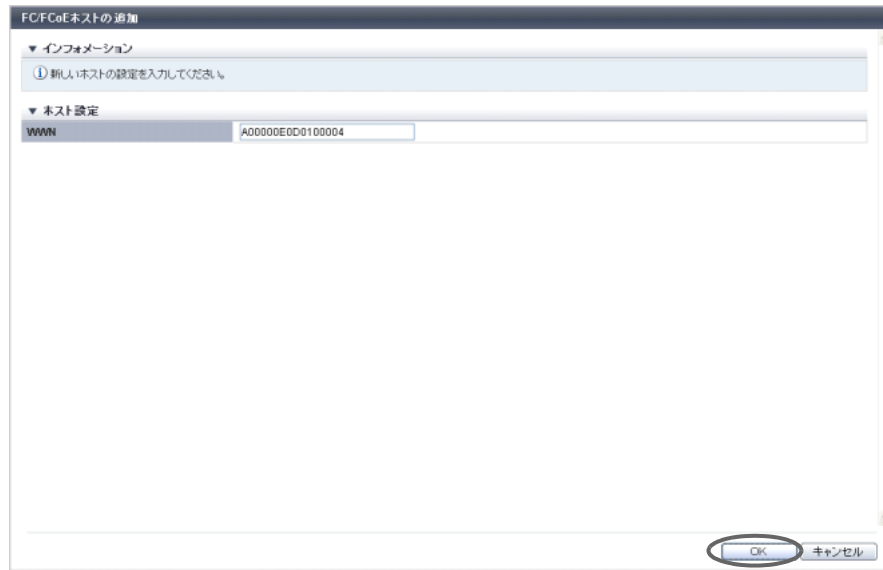 FC/FCoEホストの追加
▼ インフォメーション
新しいホストの設定を入力してください。
▼ ホスト設定
WWN A00000E0D0100004
OK キャンセル